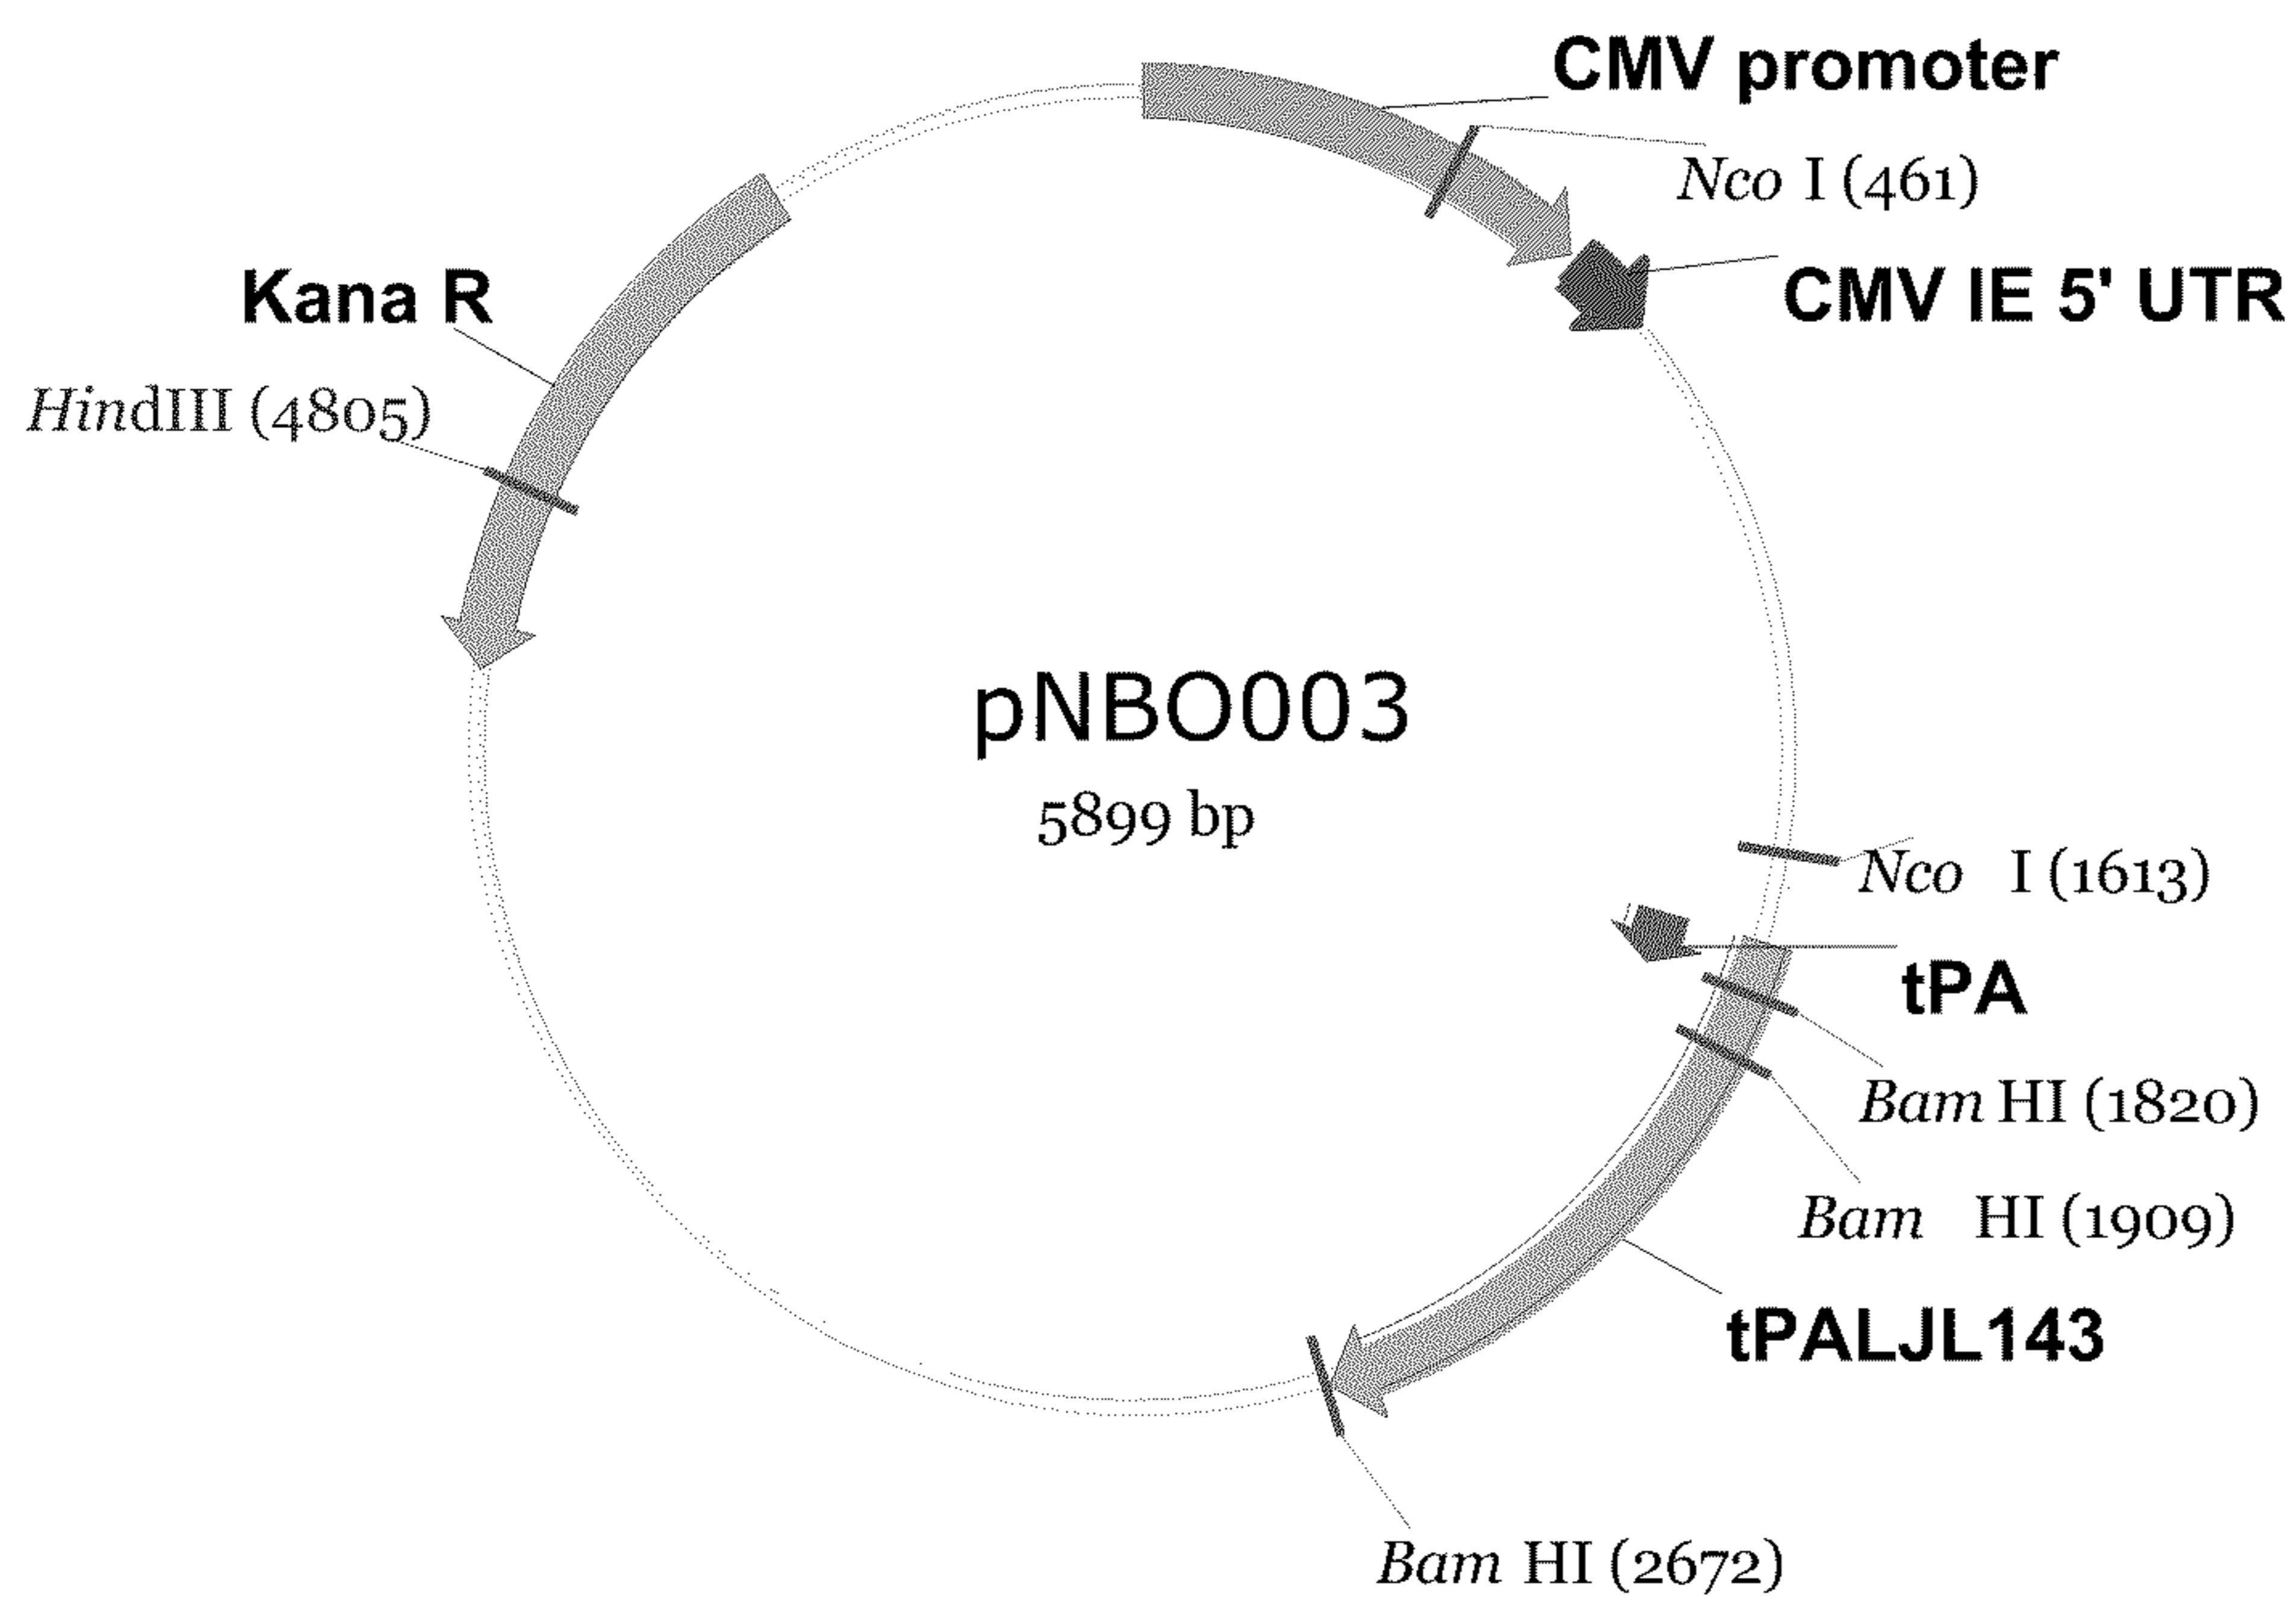 CMV promoter
Nco I (461)
Kana R
CMV IE 5' UTR
HindIII (4805)
pNBO003
5899 bp
Nco I (1613)
tPA
Bam HI (1820)
Bam HI (1909)
tPALJL143
Bam HI (2672)